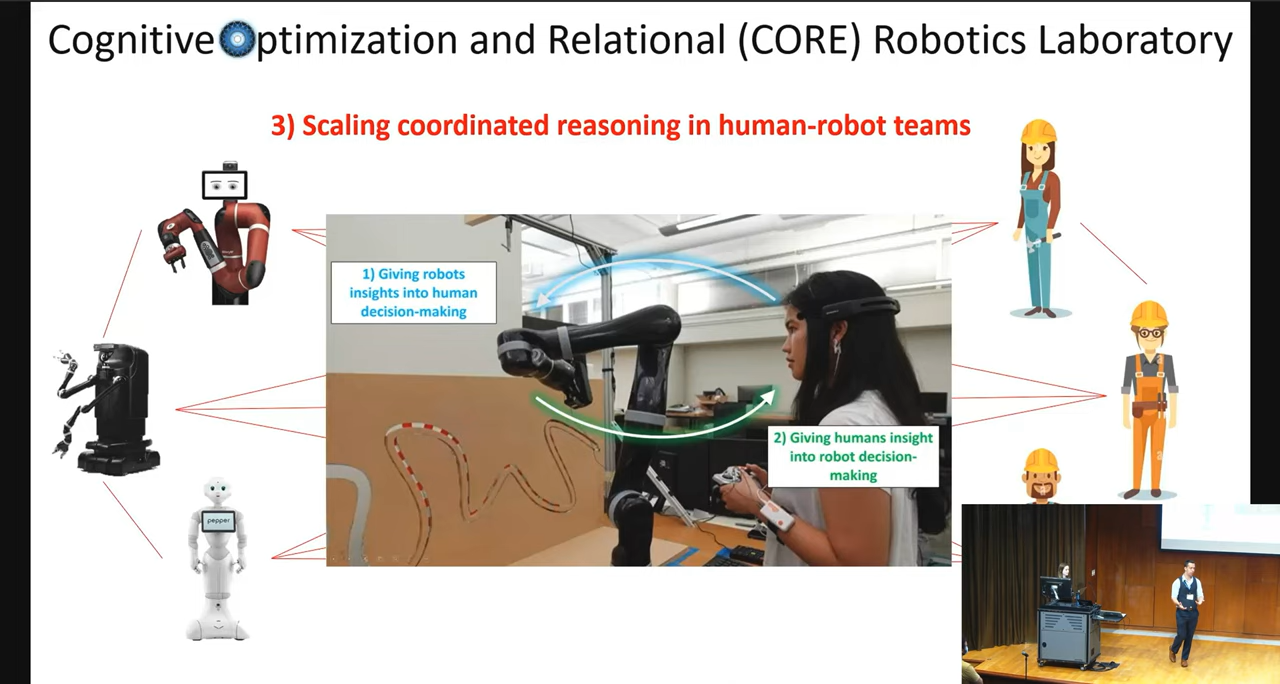 Cognitive ptimization and Relational (CORE) Robotics Laboratory
3) Scaling coordinated reasoning in human-robot teams
1) Giving robots
insights into human
decision-making
2) Giving humans insight
into robot decision-
making
pepper